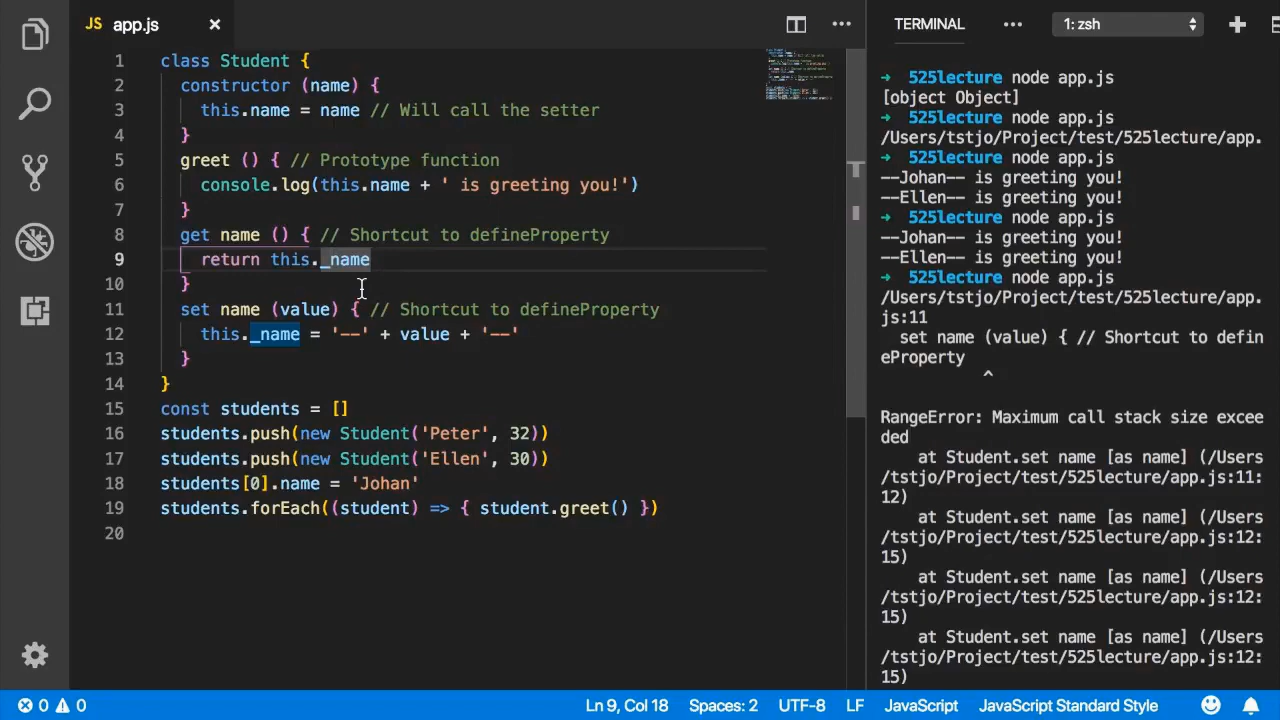 JS app.js ×
1 class Student {
2 constructor (name) {
3 this.name = name // Will call the setter
4 }
5 greet () { // Prototype function
6 console.log(this.name + ' is greeting you!')
7 }
8 get name () { // Shortcut to defineProperty
9 return this._name
10 }
11 set name (value) { // Shortcut to defineProperty
12 this._name = '--' + value + '--'
13 }
14 }
15 const students = []
16 students.push(new Student('Peter', 32))
17 students.push(new Student('Ellen', 30))
18 students[0].name = 'Johan'
19 students.forEach((student) => { student.greet() })
20
TERMINAL ... 1: zsh
➜ 525lecture node app.js
[object Object]
➜ 525lecture node app.js
/Users/tstjo/Project/test/525lecture/app.
➜ 525lecture node app.js
--Johan-- is greeting you!
--Ellen-- is greeting you!
➜ 525lecture node app.js
--Johan-- is greeting you!
--Ellen-- is greeting you!
➜ 525lecture node app.js
/Users/tstjo/Project/test/525lecture/app.
js:11
set name (value) { // Shortcut to defin
eProperty
^
RangeError: Maximum call stack size excee
ded
at Student.set name [as name] (/Users
/tstjo/Project/test/525lecture/app.js:11:
12)
at Student.set name [as name] (/Users
/tstjo/Project/test/525lecture/app.js:12:
15)
at Student.set name [as name] (/Users
/tstjo/Project/test/525lecture/app.js:12:
15)
at Student.set name [as name] (/Users
/tstjo/Project/test/525lecture/app.js:12:
15)
0 0 Ln 9, Col 18 Spaces: 2 UTF-8 LF JavaScript JavaScript Standard Style